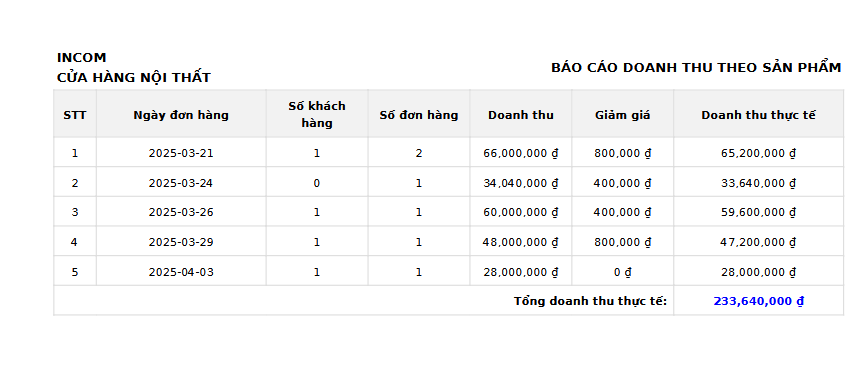 INCOM
CỬA HÀNG NỘI THẤT
BÁO CÁO DOANH THU THEO SẢN PHẨM
STT Ngày đơn hàng Số khách hàng Số đơn hàng Doanh thu Giảm giá Doanh thu thực tế
1 2025-03-21 1 2 66,000,000 ₫ 800,000 ₫ 65,200,000 ₫
2 2025-03-24 0 1 34,040,000 ₫ 400,000 ₫ 33,640,000 ₫
3 2025-03-26 1 1 60,000,000 ₫ 400,000 ₫ 59,600,000 ₫
4 2025-03-29 1 1 48,000,000 ₫ 800,000 ₫ 47,200,000 ₫
5 2025-04-03 1 1 28,000,000 ₫ 0 ₫ 28,000,000 ₫
Tổng doanh thu thực tế: 233,640,000 ₫